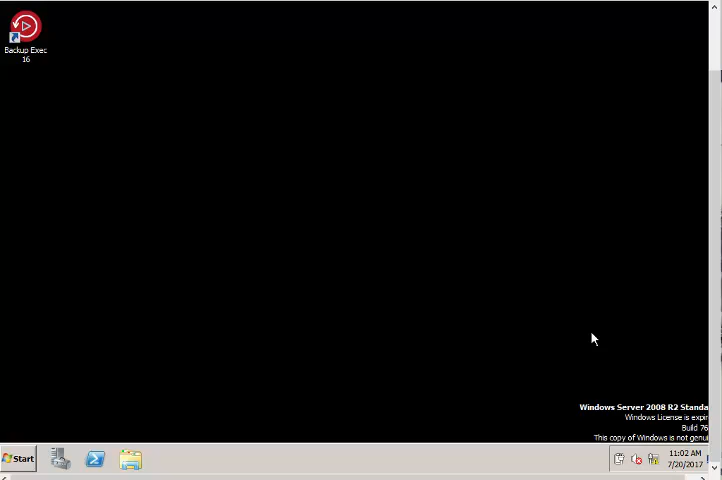 Backup Exec
16
Windows Server 2008 R2 Standa
Windows License is expir
Build 76
This copy of Windows is not genui
Start
11:02 AM
7/20/2017